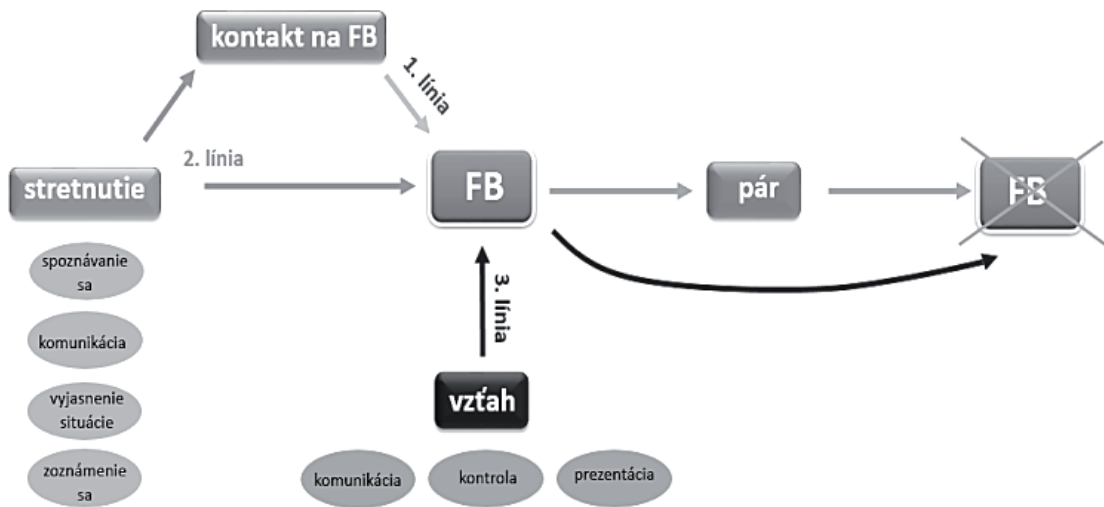 kontakt na FB
1. línia
2. línia
stretnutie
FB
pár
FB
spoznávanie
sa
komunikácia
vyjasnenie
situácie
zoznámenie
sa
3. línia
vzťah
komunikácia
kontrola
prezentácia